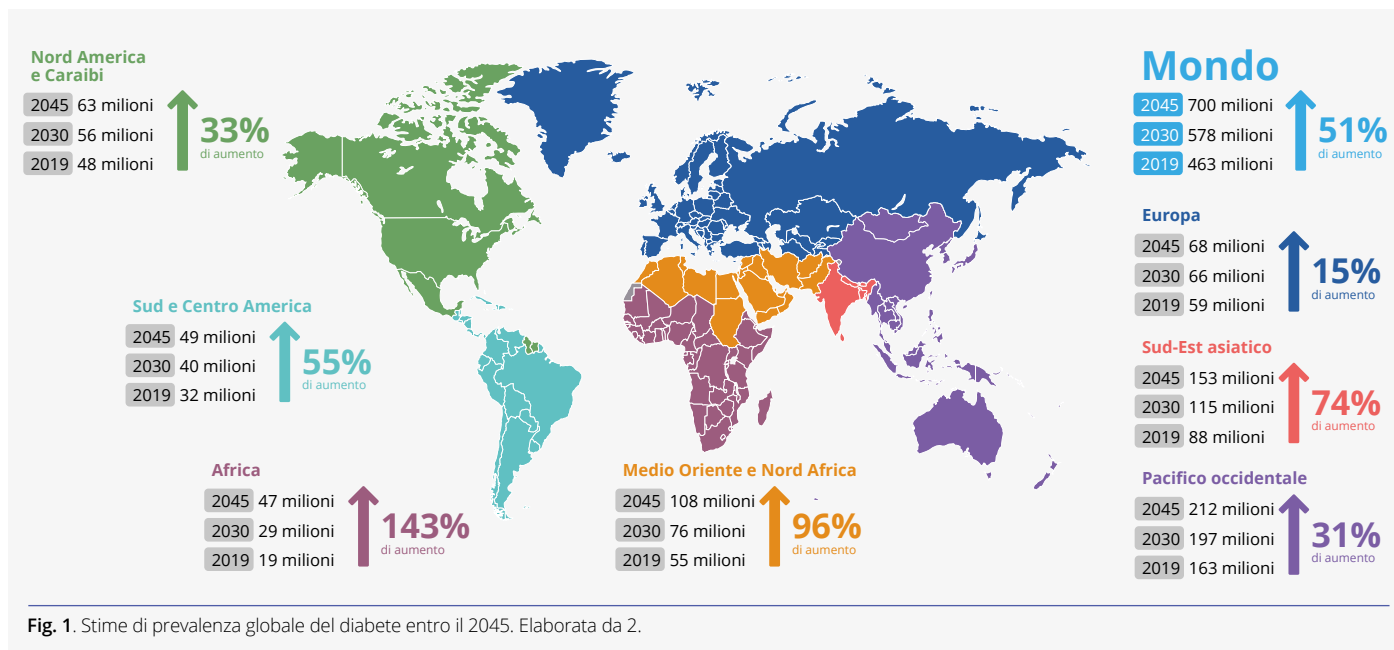 Nord America
e Caraibi
2045 63 milioni
2030 56 milioni
2019 48 milioni
33%
di aumento
Sud e Centro America
2045 49 milioni
2030 40 milioni
2019 32 milioni
55%
di aumento
Africa
2045 47 milioni
2030 29 milioni
2019 19 milioni
143%
di aumento
Medio Oriente e Nord Africa
2045 108 milioni
2030 76 milioni
2019 55 milioni
96%
di aumento
Mondo
2045 700 milioni
2030 578 milioni
2019 463 milioni
51%
di aumento
Europa
2045 68 milioni
2030 66 milioni
2019 59 milioni
15%
di aumento
Sud-Est asiatico
2045 153 milioni
2030 115 milioni
2019 88 milioni
74%
di aumento
Pacifico occidentale
2045 212 milioni
2030 197 milioni
2019 163 milioni
31%
di aumento
Fig. 1. Stime di prevalenza globale del diabete entro il 2045. Elaborata da 2.